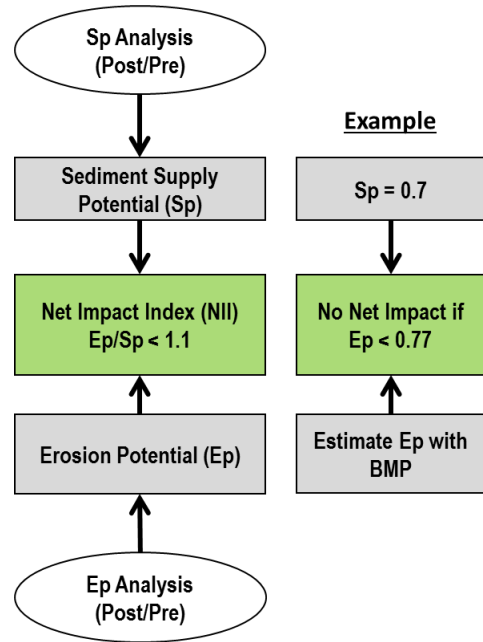 Sp Analysis
(Post/Pre)
Example
Sediment Supply
Potential (Sp)
Sp = 0.7
Net Impact Index (NII)
Ep/Sp < 1.1
No Net Impact if
Ep < 0.77
Erosion Potential (Ep)
Estimate Ep with
BMP
Ep Analysis
(Post/Pre)